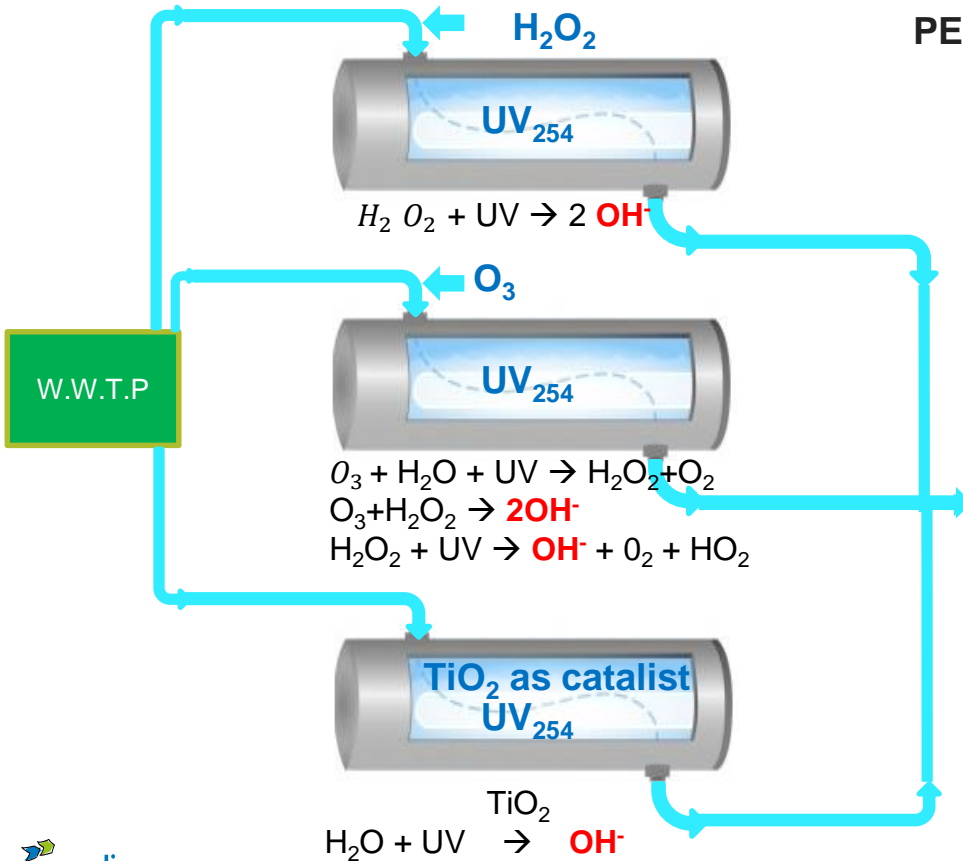 H₂O₂
PE
UV₂₅₄
H₂ O₂ + UV → 2 OH⁻
O₃
UV₂₅₄
W.W.T.P
O₃ + H₂O + UV → H₂O₂+O₂
O₃+H₂O₂ → 2OH⁻
H₂O₂ + UV → OH⁻ + 0₂ + HO₂
TiO₂ as catalist
UV₂₅₄
TiO₂
H₂O + UV → OH⁻